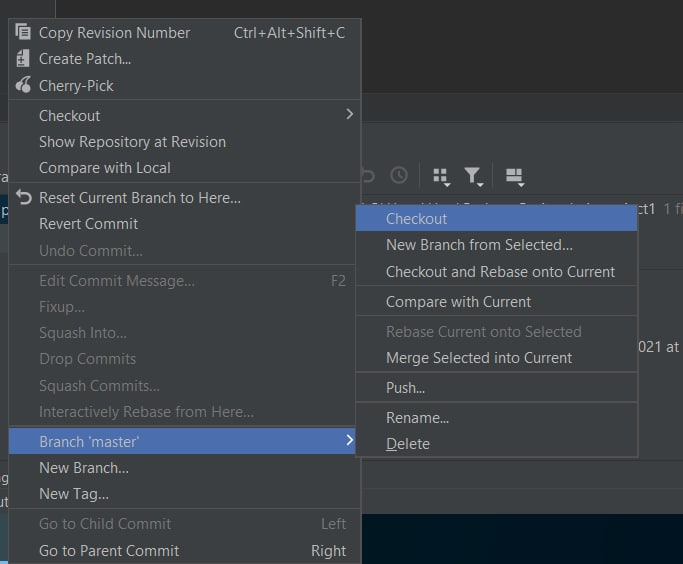 Copy Revision Number Ctrl+Alt+Shift+C
Create Patch...
Cherry-Pick
Checkout
Show Repository at Revision
Compare with Local
Reset Current Branch to Here...
Revert Commit
Undo Commit...
Edit Commit Message... F2
Fixup...
Squash Into...
Drop Commits
Squash Commits...
Interactively Rebase from Here...
Branch 'master'
New Branch...
New Tag...
Go to Child Commit Left
Go to Parent Commit Right
Checkout
New Branch from Selected...
Checkout and Rebase onto Current
Compare with Current
Rebase Current onto Selected
Merge Selected into Current
Push...
Rename...
Delete
ct1 1 fi
021 at